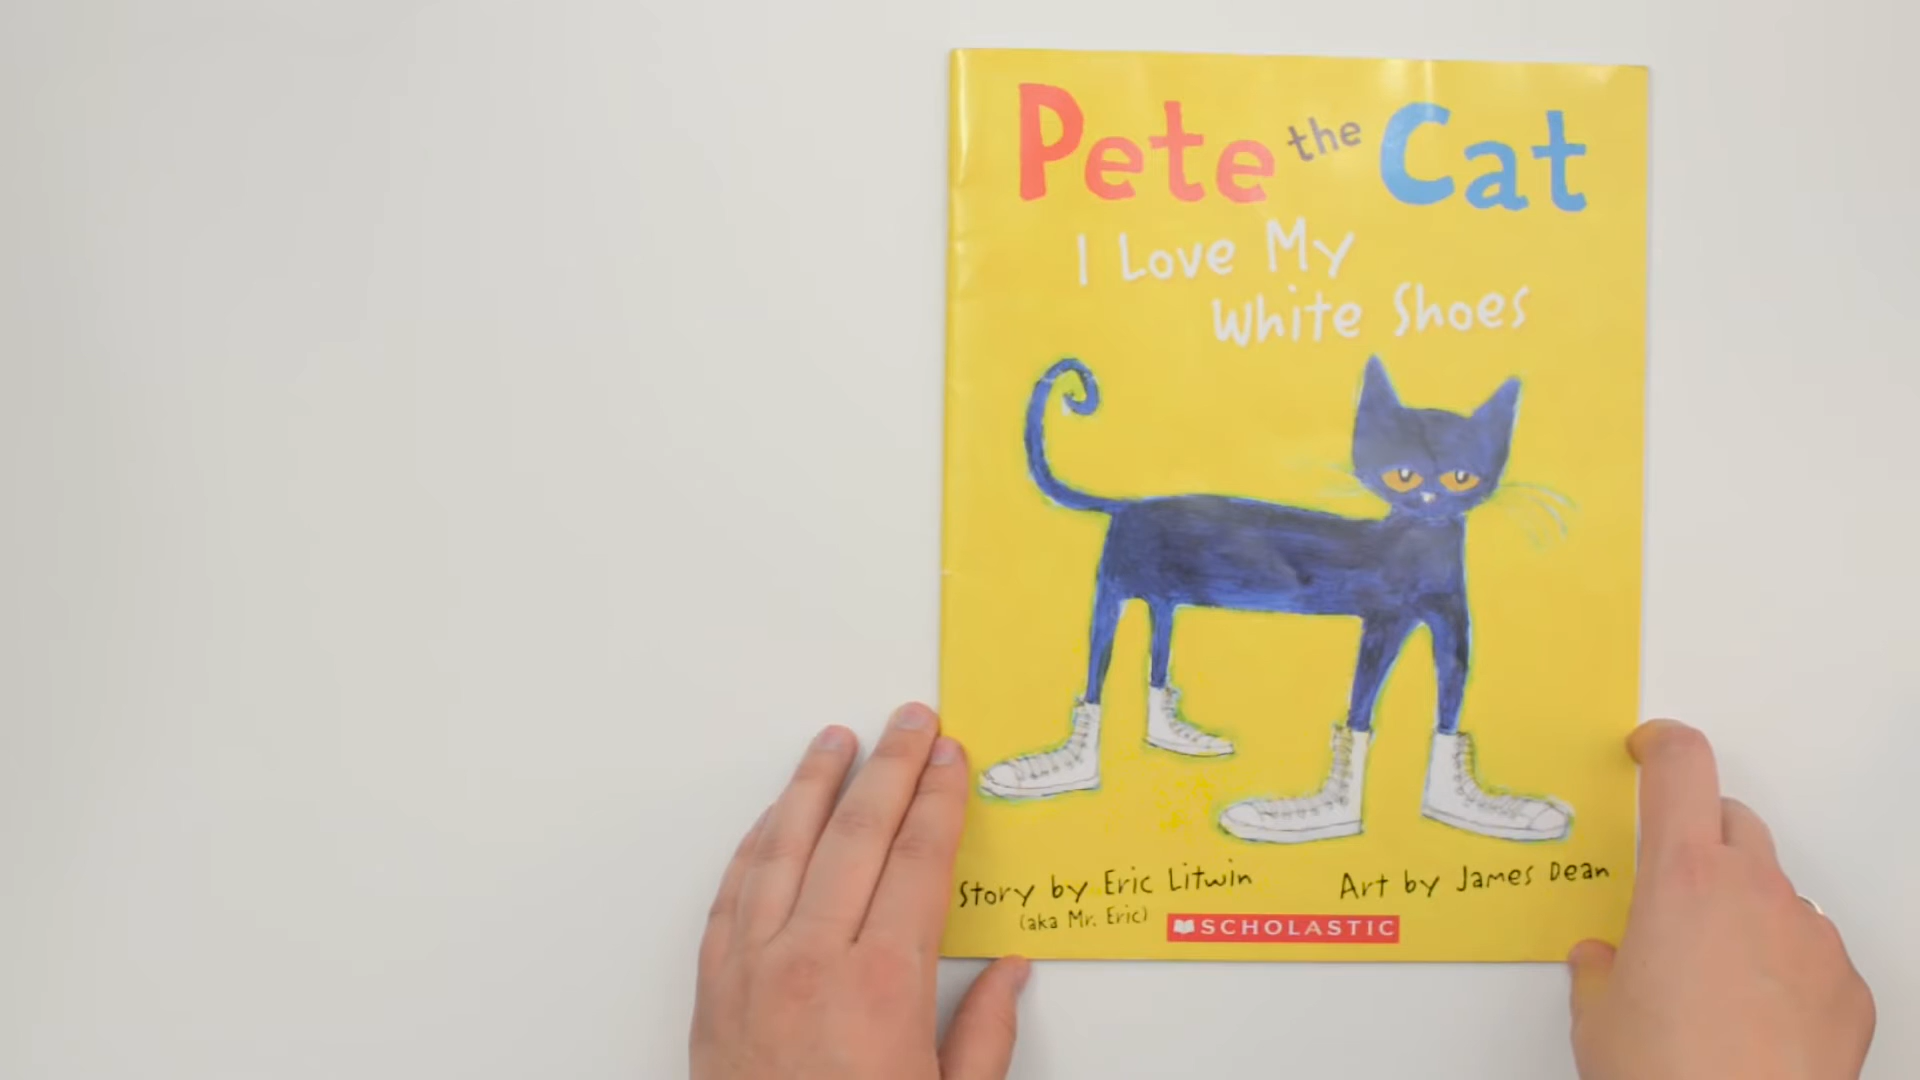 Pete the Cat
I Love My
White Shoes
Story by Eric Litwin
(aka Mr. Eric)
Art by James Dean
SCHOLASTIC